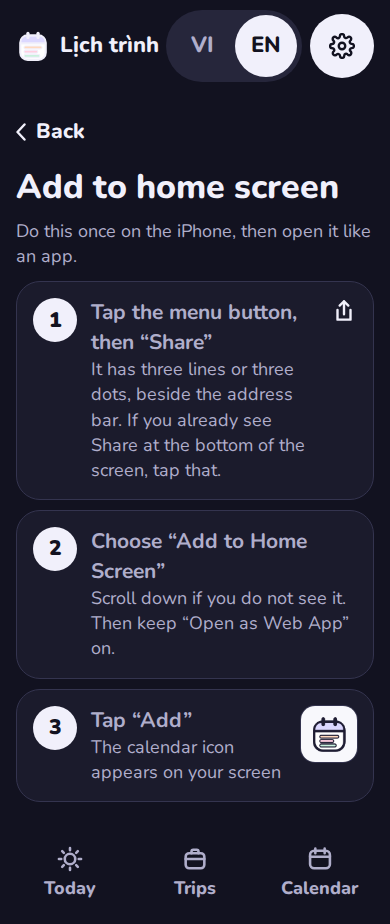 Lịch trình
VI
EN
Back
Add to home screen
Do this once on the iPhone, then open it like
an app.
1
Tap the menu button,
then “Share”
It has three lines or three
dots, beside the address
bar. If you already see
Share at the bottom of the
screen, tap that.
2
Choose “Add to Home
Screen”
Scroll down if you do not see it.
Then keep “Open as Web App”
on.
3
Tap “Add”
The calendar icon
appears on your screen
Today
Trips
Calendar